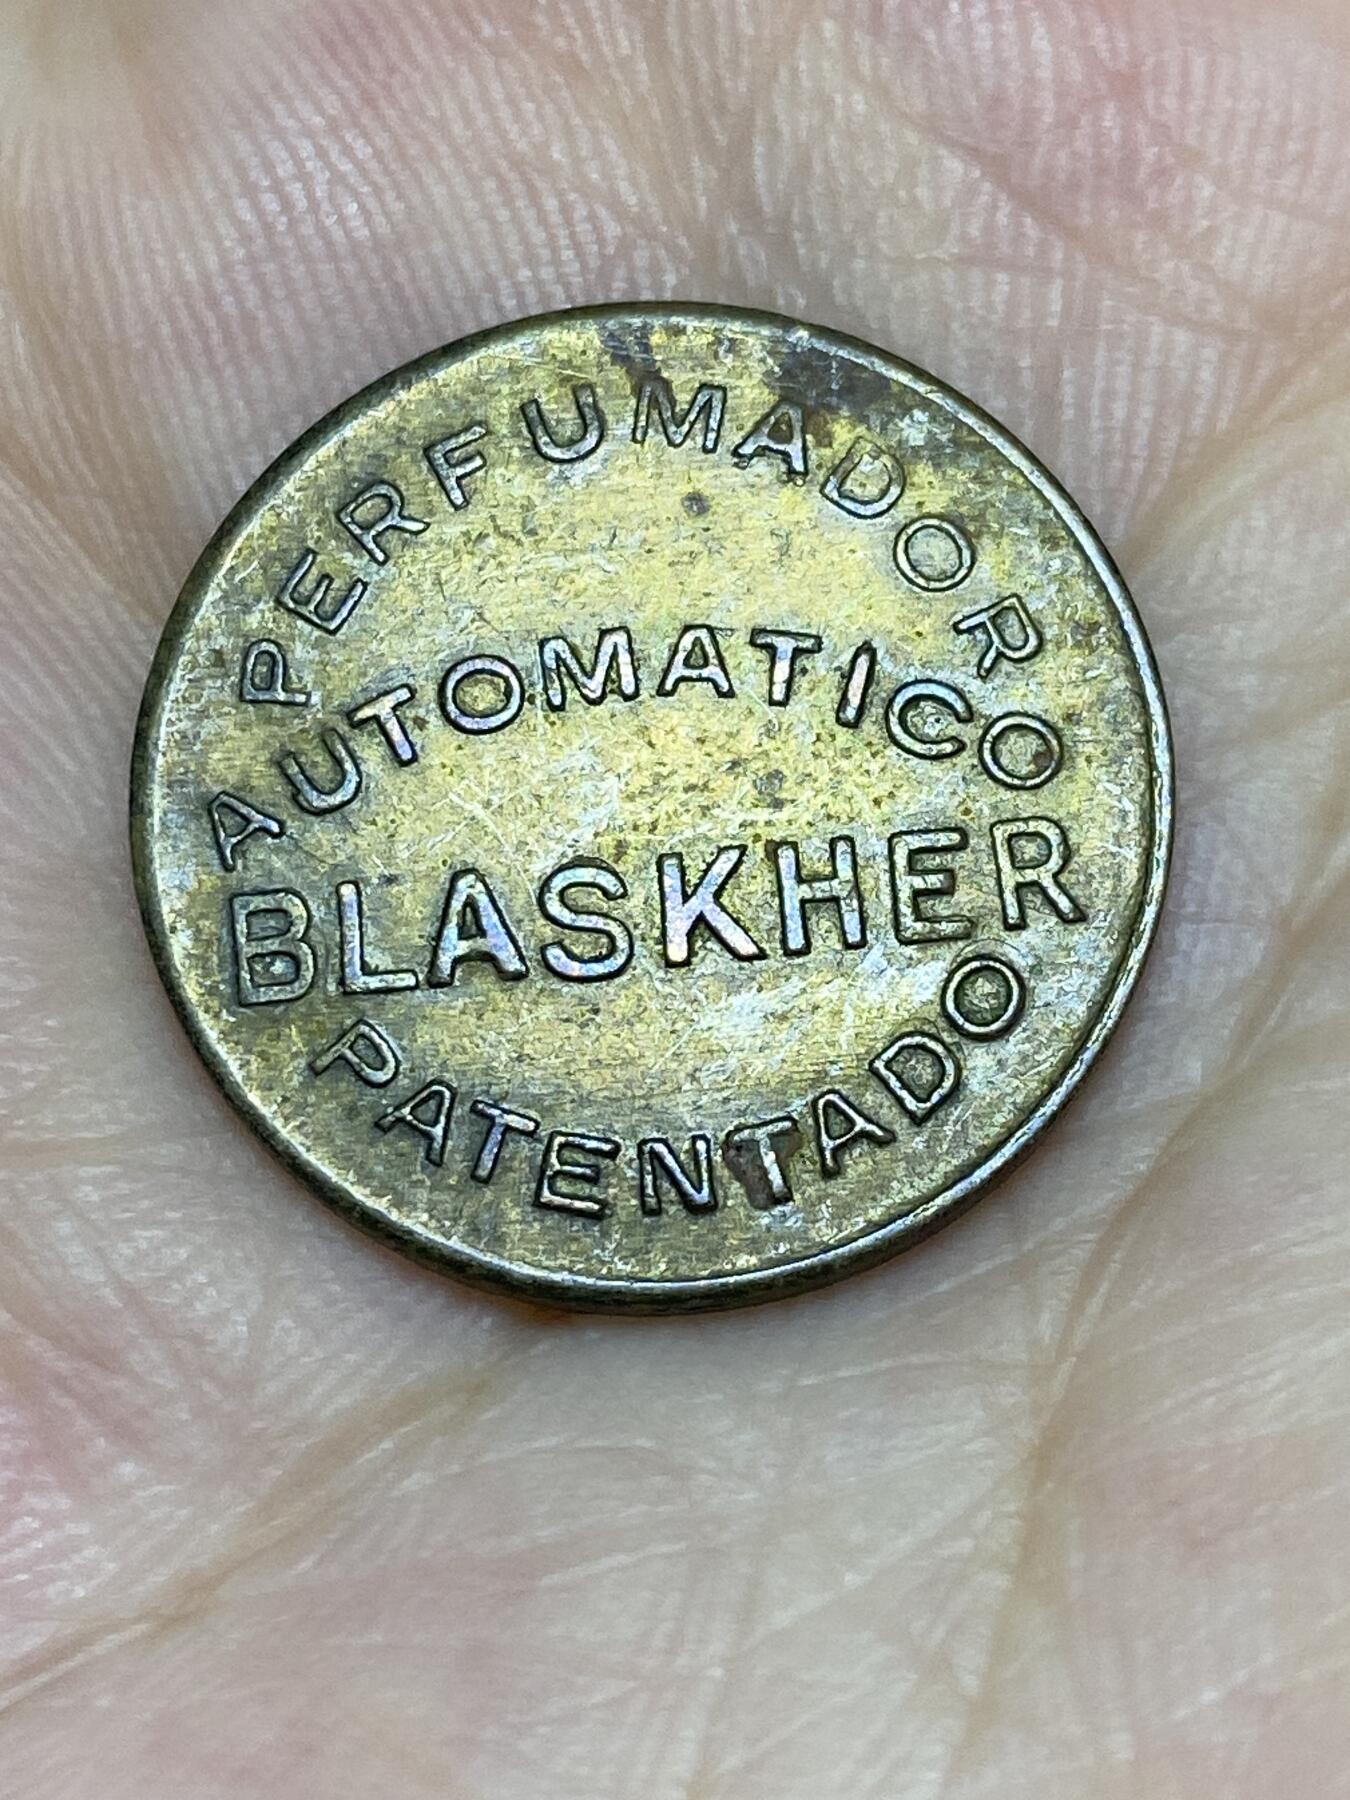 PERFUMADOR
AUTOMATICO
BLASKHER
PATENTADO